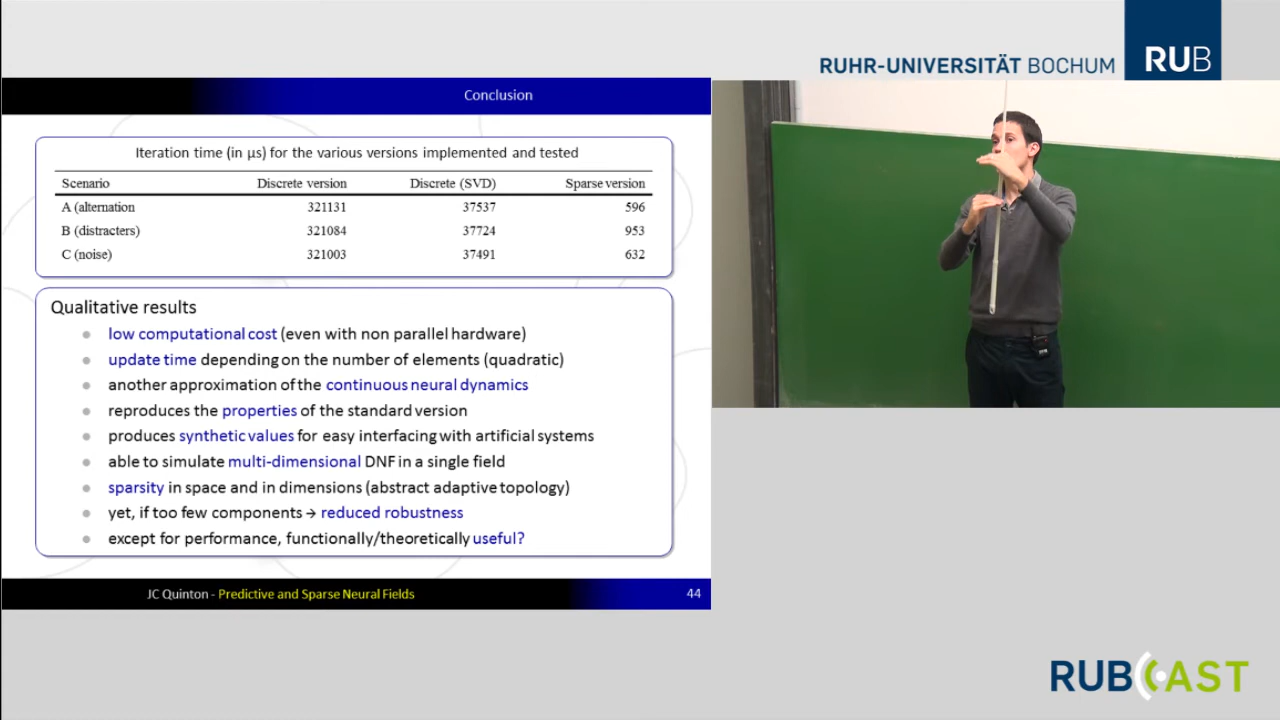 RUHR-UNIVERSITÄT BOCHUM
RUB
Conclusion
Iteration time (in µs) for the various versions implemented and tested
Scenario Discrete version Discrete (SVD) Sparse version
A (alternation 321131 37537 596
B (distracters) 321084 37724 953
C (noise) 321003 37491 632
Qualitative results
low computational cost (even with non parallel hardware)
update time depending on the number of elements (quadratic)
another approximation of the continuous neural dynamics
reproduces the properties of the standard version
produces synthetic values for easy interfacing with artificial systems
able to simulate multi-dimensional DNF in a single field
sparsity in space and in dimensions (abstract adaptive topology)
yet, if too few components → reduced robustness
except for performance, functionally/theoretically useful?
JC Quinton - Predictive and Sparse Neural Fields 44
RUBCAST